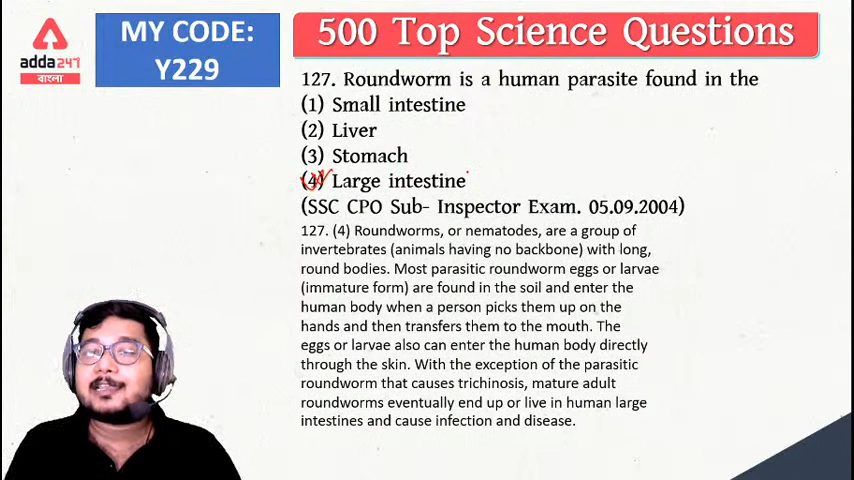 adda247
বাংলা
MY CODE:
Y229
500 Top Science Questions
127. Roundworm is a human parasite found in the
(1) Small intestine
(2) Liver
(3) Stomach
(4) Large intestine
(SSC CPO Sub- Inspector Exam. 05.09.2004)
127. (4) Roundworms, or nematodes, are a group of
invertebrates (animals having no backbone) with long,
round bodies. Most parasitic roundworm eggs or larvae
(immature form) are found in the soil and enter the
human body when a person picks them up on the
hands and then transfers them to the mouth. The
eggs or larvae also can enter the human body directly
through the skin. With the exception of the parasitic
roundworm that causes trichinosis, mature adult
roundworms eventually end up or live in human large
intestines and cause infection and disease.